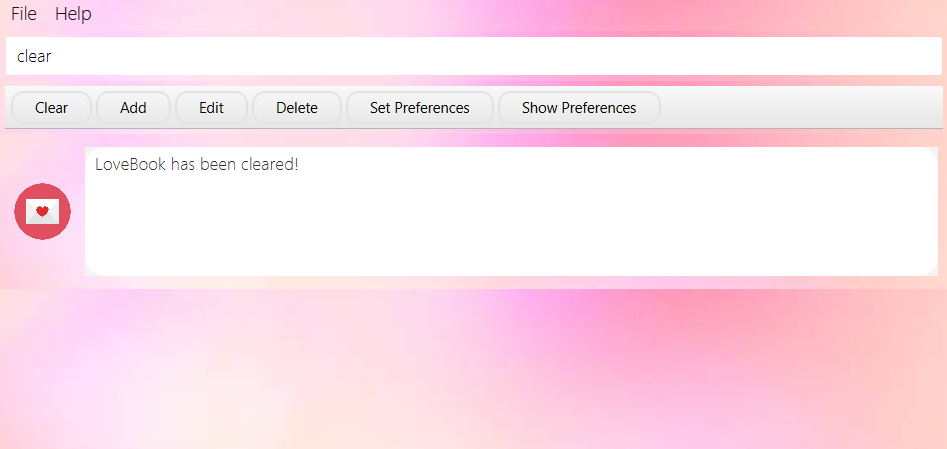 File Help
clear
Clear Add Edit Delete Set Preferences Show Preferences
LoveBook has been cleared!